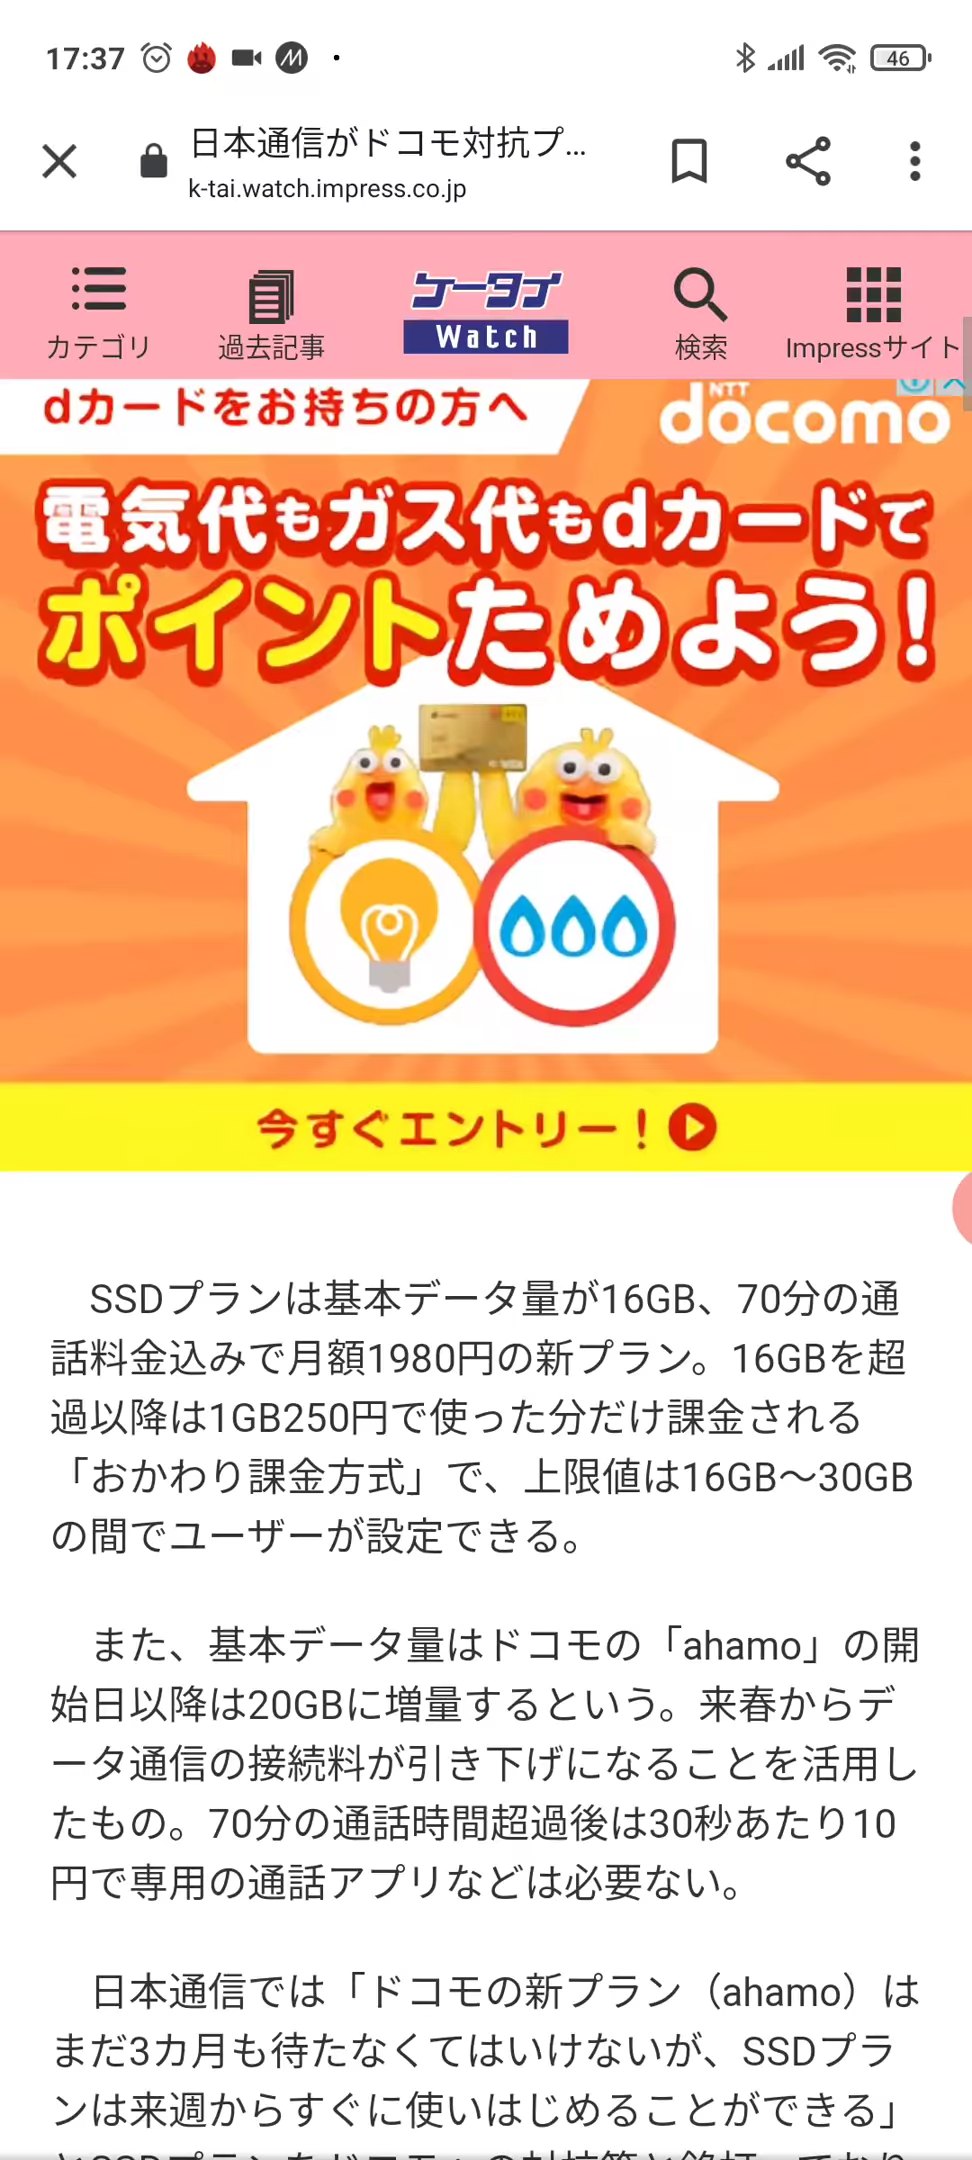 17:37
46
日本通信がドコモ対抗プ...
k-tai.watch.impress.co.jp
カテゴリ
過去記事
ケータイ
Watch
検索
Impressサイト
dカードをお持ちの方へ
NTT
docomo
電気代もガス代もdカードで
ポイントためよう!
今すぐエントリー!
SSDプランは基本データ量が16GB、70分の通
話料金込みで月額1980円の新プラン。16GBを超
過以降は1GB250円で使った分だけ課金される
「おかわり課金方式」で、上限値は16GB〜30GB
の間でユーザーが設定できる。
また、基本データ量はドコモの「ahamo」の開
始日以降は20GBに増量するという。来春からデ
ータ通信の接続料が引き下げになることを活用し
たもの。70分の通話時間超過後は30秒あたり10
円で専用の通話アプリなどは必要ない。
日本通信では「ドコモの新プラン（ahamo）は
まだ3カ月も待たなくてはいけないが、SSDプラ
ンは来週からすぐに使いはじめることができる」